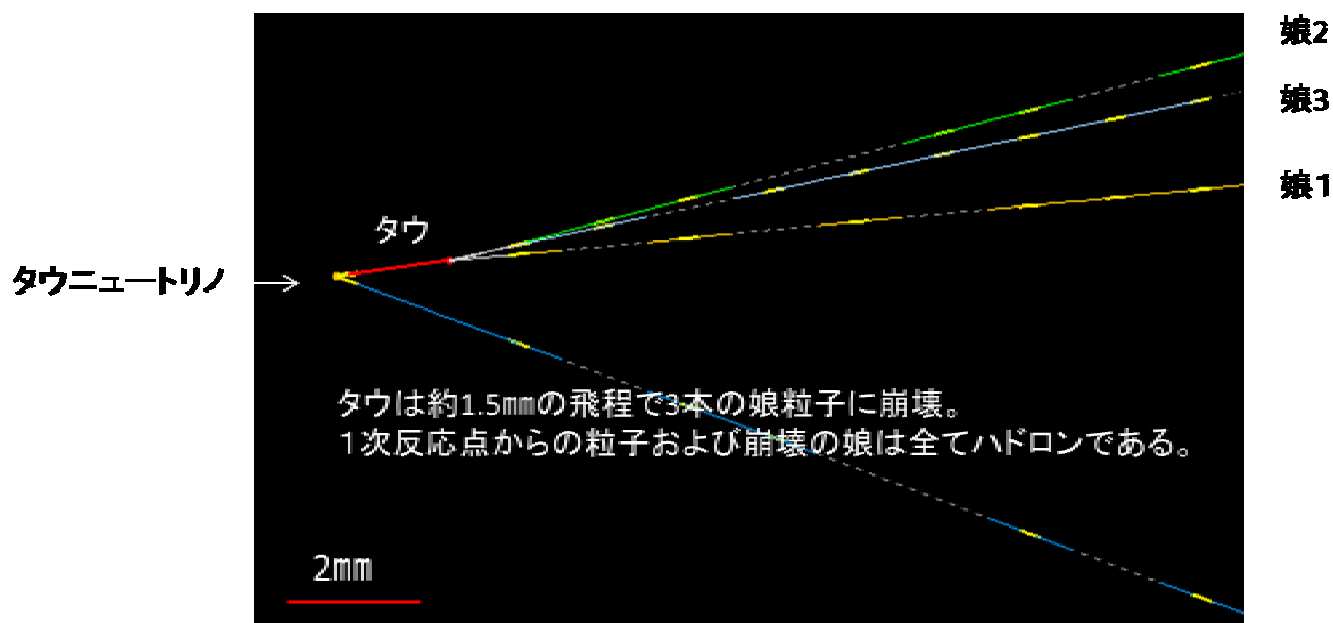 娘2
娘3
娘1
タウ
タウニュートリノ
タウは約1.5㎜の飛程で3本の娘粒子に崩壊。
１次反応点からの粒子および崩壊の娘は全てハドロンである。
2㎜